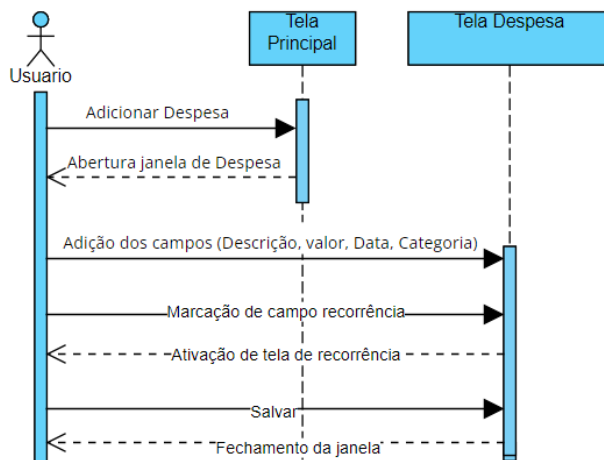 Tela
Principal
Tela Despesa
Usuario
Adicionar Despesa
Abertura janela de Despesa
Adição dos campos (Descrição, valor, Data, Categoria)
Marcação de campo recorrência
Ativação de tela de recorrência
Salvar
Fechamento da janela